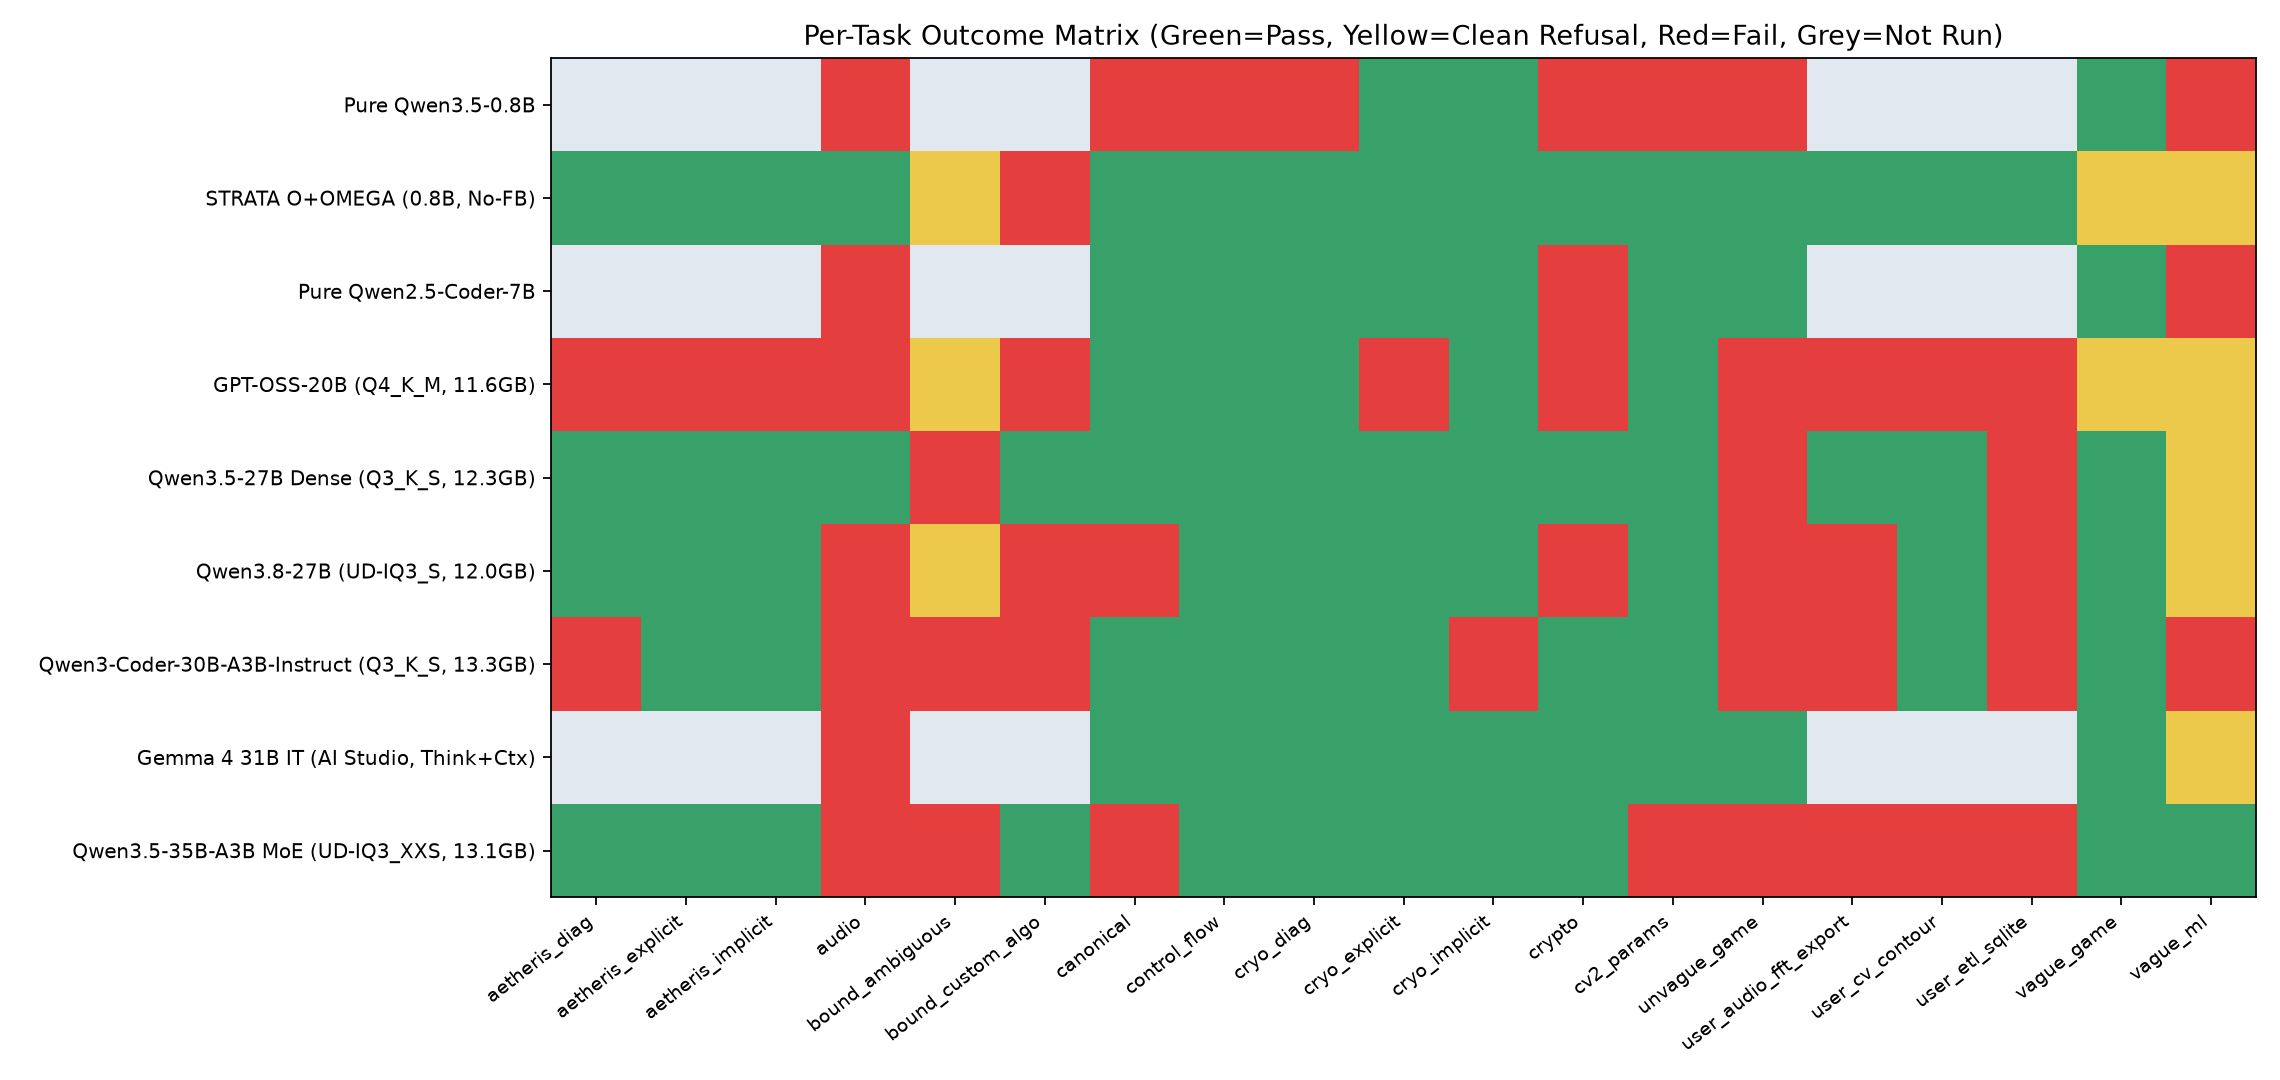 Per-Task Outcome Matrix (Green=Pass, Yellow=Clean Refusal, Red=Fail, Grey=Not Run)
Pure Qwen3.5-0.8B
STRATA O+OMEGA (0.8B, No-FB)
Pure Qwen2.5-Coder-7B
GPT-OSS-20B (Q4_K_M, 11.6GB)
Qwen3.5-27B Dense (Q3_K_S, 12.3GB)
Qwen3.8-27B (UD-IQ3_S, 12.0GB)
Qwen3-Coder-30B-A3B-Instruct (Q3_K_S, 13.3GB)
Gemma 4 31B IT (AI Studio, Think+Ctx)
Qwen3.5-35B-A3B MoE (UD-IQ3_XXS, 13.1GB)
aetheris_diag
aetheris_explicit
aetheris_implicit
audio
bound_ambiguous
bound_custom_algo
canonical
control_flow
cryo_diag
cryo_explicit
cryo_implicit
crypto
cv2_params
unvague_game
user_audio_fft_export
user_cv_contour
user_etl_sqlite
vague_game
vague_ml